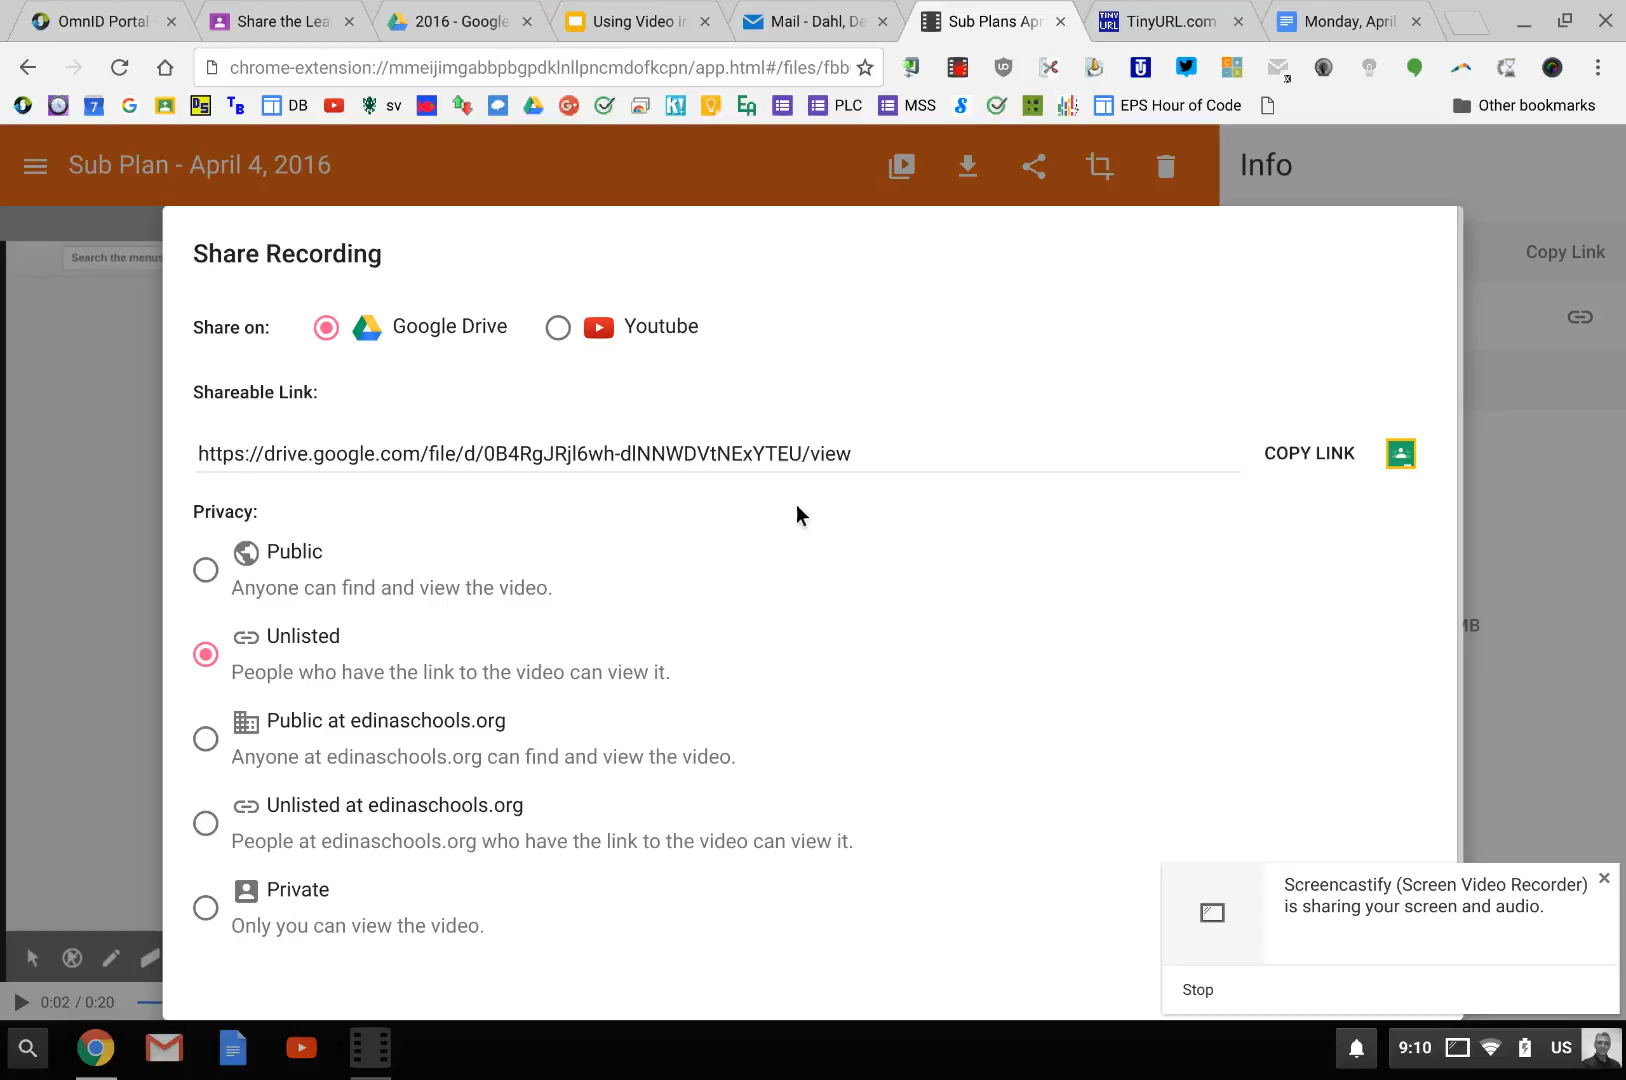 OmnID Portal
Share the Lea
2016 - Google
Using Video in
Mail - Dahl, De
Sub Plans Apr
TinyURL.com
Monday, April
chrome-extension://mmeijimgabbpbgpdklnllpncmdofkcpn/app.html#/files/fbb
DB
sv
PLC
MSS
EPS Hour of Code
Other bookmarks
Sub Plan - April 4, 2016
Info
Search the menus
Copy Link
Share Recording
Share on:
Google Drive
Youtube
Shareable Link:
https://drive.google.com/file/d/0B4RgJRjl6wh-dlNNWDVtNExYTEU/view
COPY LINK
Privacy:
Public
Anyone can find and view the video.
Unlisted
People who have the link to the video can view it.
MB
Public at edinaschools.org
Anyone at edinaschools.org can find and view the video.
Unlisted at edinaschools.org
People at edinaschools.org who have the link to the video can view it.
Private
Only you can view the video.
Screencastify (Screen Video Recorder)
is sharing your screen and audio.
Stop
0:02 / 0:20
9:10
US